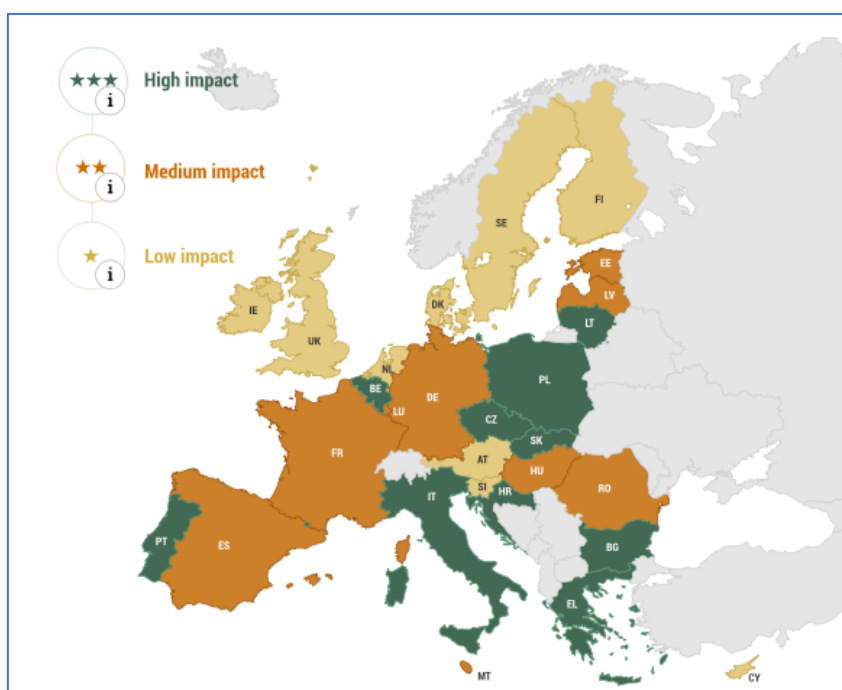 ★★★
i
High impact
★★
i
Medium impact
★
i
Low impact
FI
SE
EE
LV
LT
IE
UK
DK
NL
BE
DE
PL
LU
CZ
SK
FR
AT
HU
SI
HR
RO
IT
PT
ES
BG
EL
MT
CY